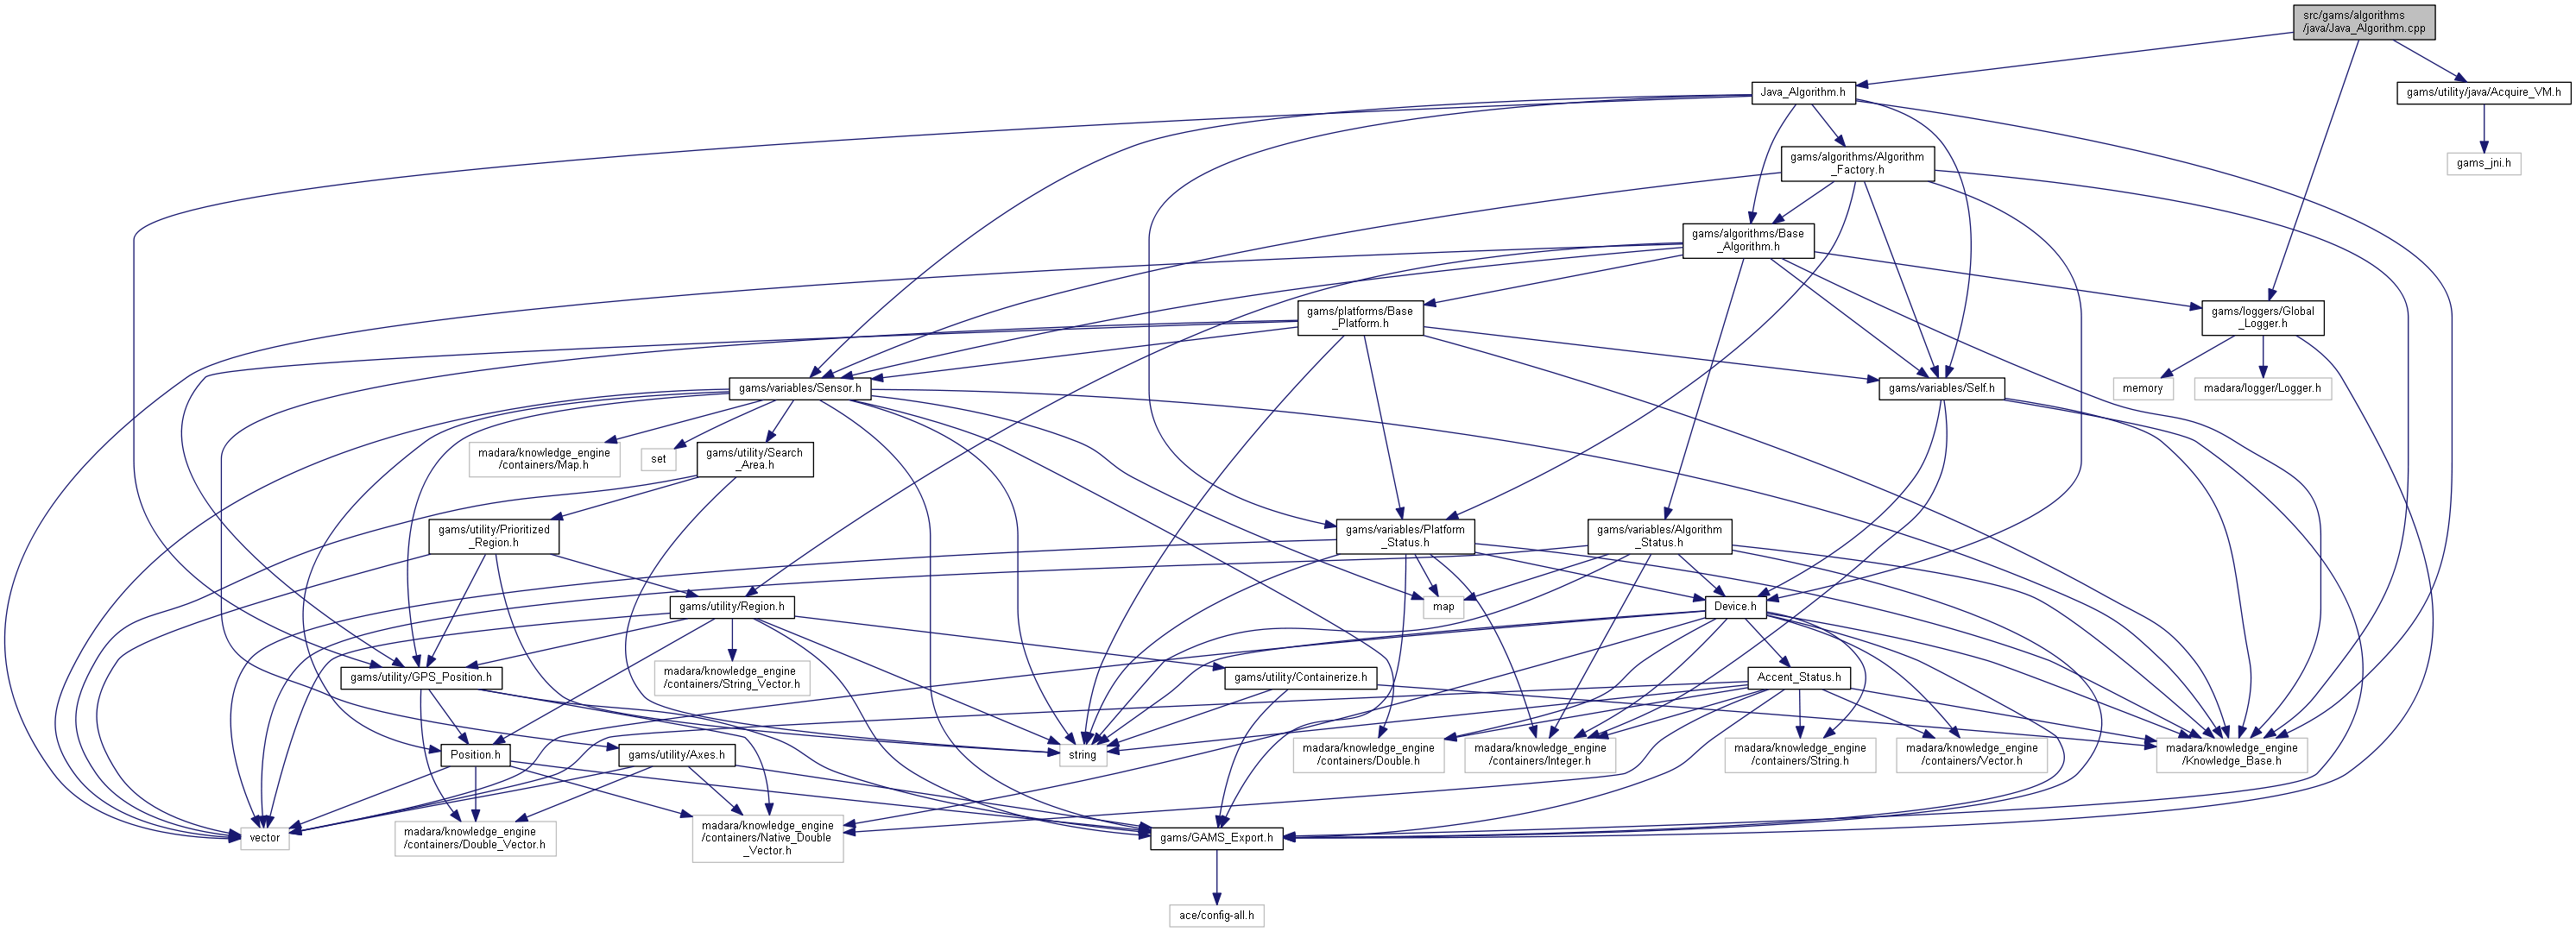 src/gams/algorithms
/java/Java_Algorithm.cpp
Java_Algorithm.h
gams/utility/java/Acquire_VM.h
gams/algorithms/Algorithm
_Factory.h
gams_jni.h
gams/algorithms/Base
_Algorithm.h
gams/platforms/Base
_Platform.h
gams/loggers/Global
_Logger.h
gams/variables/Sensor.h
gams/variables/Self.h
memory
madara/logger/Logger.h
madara/knowledge_engine
/containers/Map.h
set
gams/utility/Search
_Area.h
gams/utility/Prioritized
_Region.h
gams/variables/Platform
_Status.h
gams/variables/Algorithm
_Status.h
gams/utility/Region.h
map
Device.h
gams/utility/GPS_Position.h
madara/knowledge_engine
/containers/String_Vector.h
gams/utility/Containerize.h
Accent_Status.h
Position.h
gams/utility/Axes.h
string
madara/knowledge_engine
/containers/Double.h
madara/knowledge_engine
/containers/Integer.h
madara/knowledge_engine
/containers/String.h
madara/knowledge_engine
/containers/Vector.h
madara/knowledge_engine
/Knowledge_Base.h
vector
madara/knowledge_engine
/containers/Double_Vector.h
madara/knowledge_engine
/containers/Native_Double
_Vector.h
gams/GAMS_Export.h
ace/config-all.h